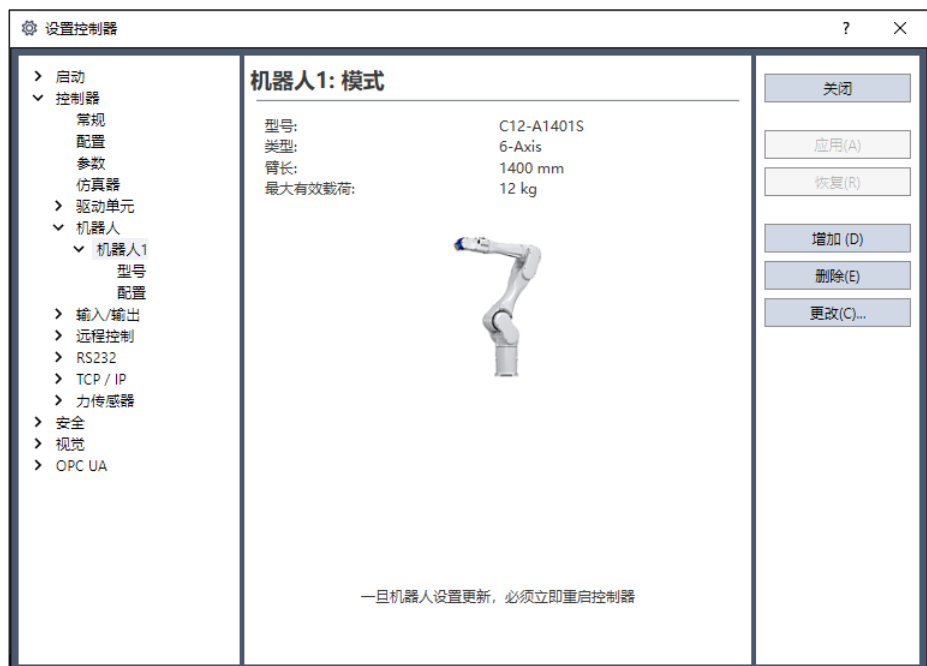 设置控制器
?
启动
控制器
常规
配置
参数
仿真器
驱动单元
机器人
机器人1
型号
配置
输入/输出
远程控制
RS232
TCP / IP
力传感器
安全
视觉
OPC UA
机器人1: 模式
型号: C12-A1401S
类型: 6-Axis
臂长: 1400 mm
最大有效载荷: 12 kg
一旦机器人设置更新，必须立即重启控制器
关闭
应用(A)
恢复(R)
增加 (D)
删除(E)
更改(C)...